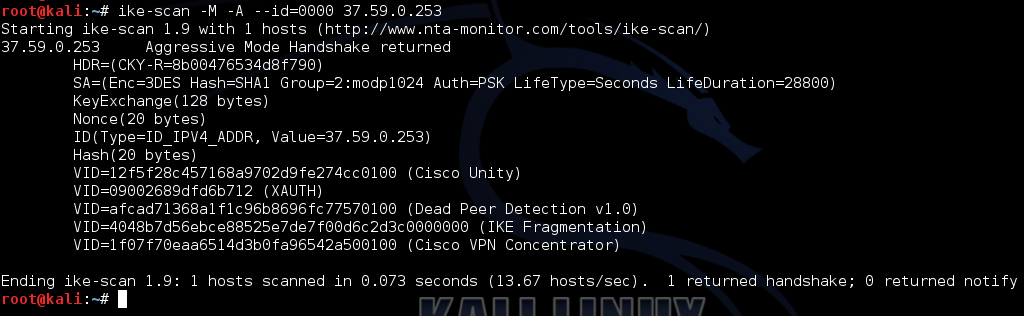 root@kali:~# ike-scan -M -A --id=0000 37.59.0.253
Starting ike-scan 1.9 with 1 hosts (http://www.nta-monitor.com/tools/ike-scan/)
37.59.0.253     Aggressive Mode Handshake returned
        HDR=(CKY-R=8b00476534d8f790)
        SA=(Enc=3DES Hash=SHA1 Group=2:modp1024 Auth=PSK LifeType=Seconds LifeDuration=28800)
        KeyExchange(128 bytes)
        Nonce(20 bytes)
        ID(Type=ID_IPV4_ADDR, Value=37.59.0.253)
        Hash(20 bytes)
        VID=12f5f28c457168a9702d9fe274cc0100 (Cisco Unity)
        VID=09002689dfd6b712 (XAUTH)
        VID=afcad71368a1f1c96b8696fc77570100 (Dead Peer Detection v1.0)
        VID=4048b7d56ebce88525e7de7f00d6c2d3c0000000 (IKE Fragmentation)
        VID=1f07f70eaa6514d3b0fa96542a500100 (Cisco VPN Concentrator)
Ending ike-scan 1.9: 1 hosts scanned in 0.073 seconds (13.67 hosts/sec).  1 returned handshake; 0 returned notify
root@kali:~#
KALI LINUX